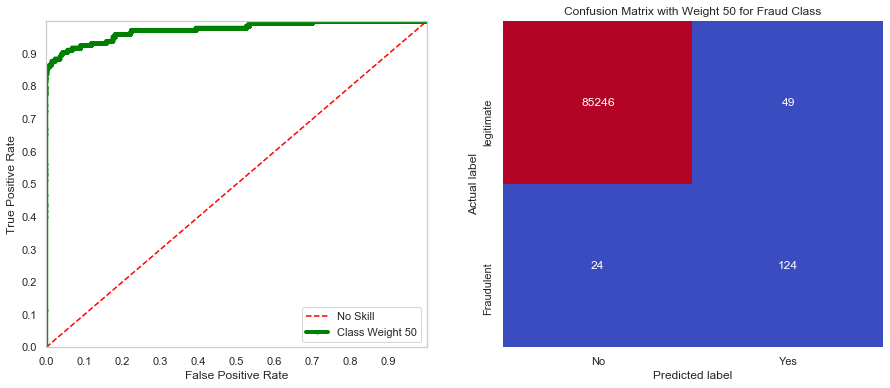 0.9
0.8
0.7
0.6
0.5
0.4
0.3
0.2
0.1
0.0
True Positive Rate
0.0 0.1 0.2 0.3 0.4 0.5 0.6 0.7 0.8 0.9
False Positive Rate
No Skill
Class Weight 50
Confusion Matrix with Weight 50 for Fraud Class
Actual label
legitimate
85246 49
Fraudulent
24 124
No Yes
Predicted label